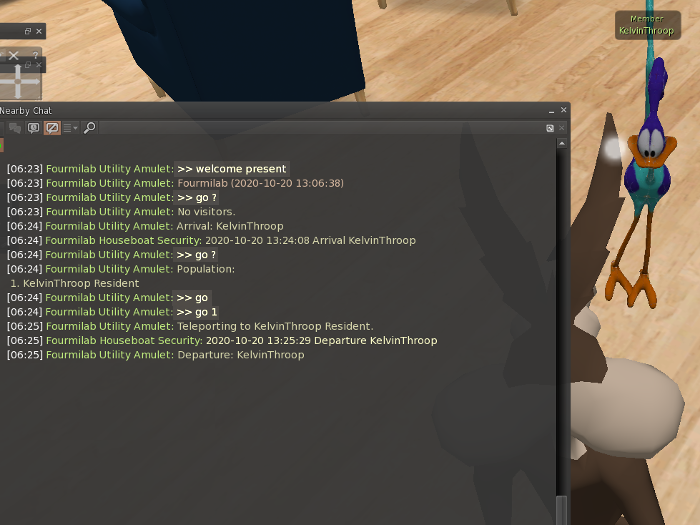 Member
KelvinThroop
Nearby Chat
[06:23] Fourmilab Utility Amulet: >> welcome present
[06:23] Fourmilab Utility Amulet: Fourmilab (2020-10-20 13:06:38)
[06:23] Fourmilab Utility Amulet: >> go ?
[06:23] Fourmilab Utility Amulet: No visitors.
[06:24] Fourmilab Utility Amulet: Arrival: KelvinThroop
[06:24] Fourmilab Houseboat Security: 2020-10-20 13:24:08 Arrival KelvinThroop
[06:24] Fourmilab Utility Amulet: >> go ?
[06:24] Fourmilab Utility Amulet: Population:
1. KelvinThroop Resident
[06:24] Fourmilab Utility Amulet: >> go
[06:24] Fourmilab Utility Amulet: >> go 1
[06:25] Fourmilab Utility Amulet: Teleporting to KelvinThroop Resident.
[06:25] Fourmilab Houseboat Security: 2020-10-20 13:25:29 Departure KelvinThroop
[06:25] Fourmilab Utility Amulet: Departure: KelvinThroop